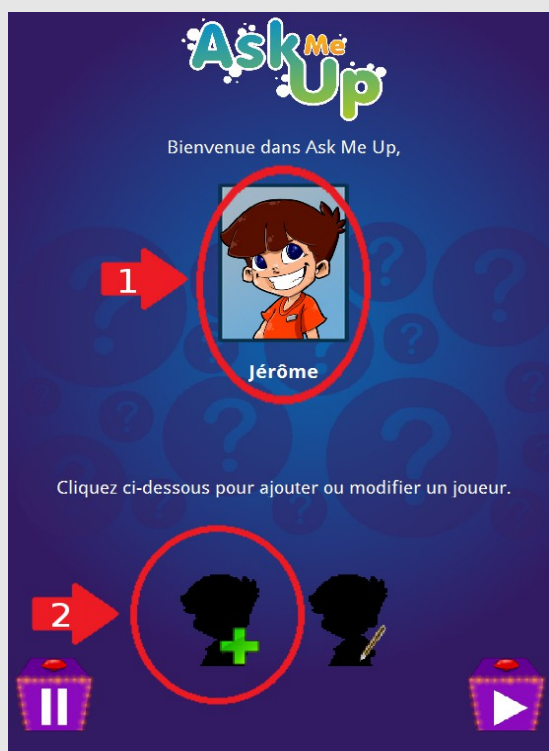 Ask Me Up
Bienvenue dans Ask Me Up,
1
Jérôme
Cliquez ci-dessous pour ajouter ou modifier un joueur.
2